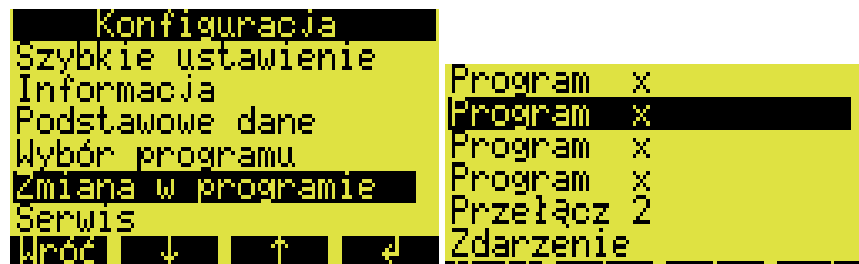 Konfiguracja
Szybkie ustawienie
Informacja
Podstawowe dane
Wybór programu
Zmiana w programie
Serwis
Wróć ↓ ↑ ↲
Program x
Program x
Program x
Program x
Przełącz 2
Zdarzenie